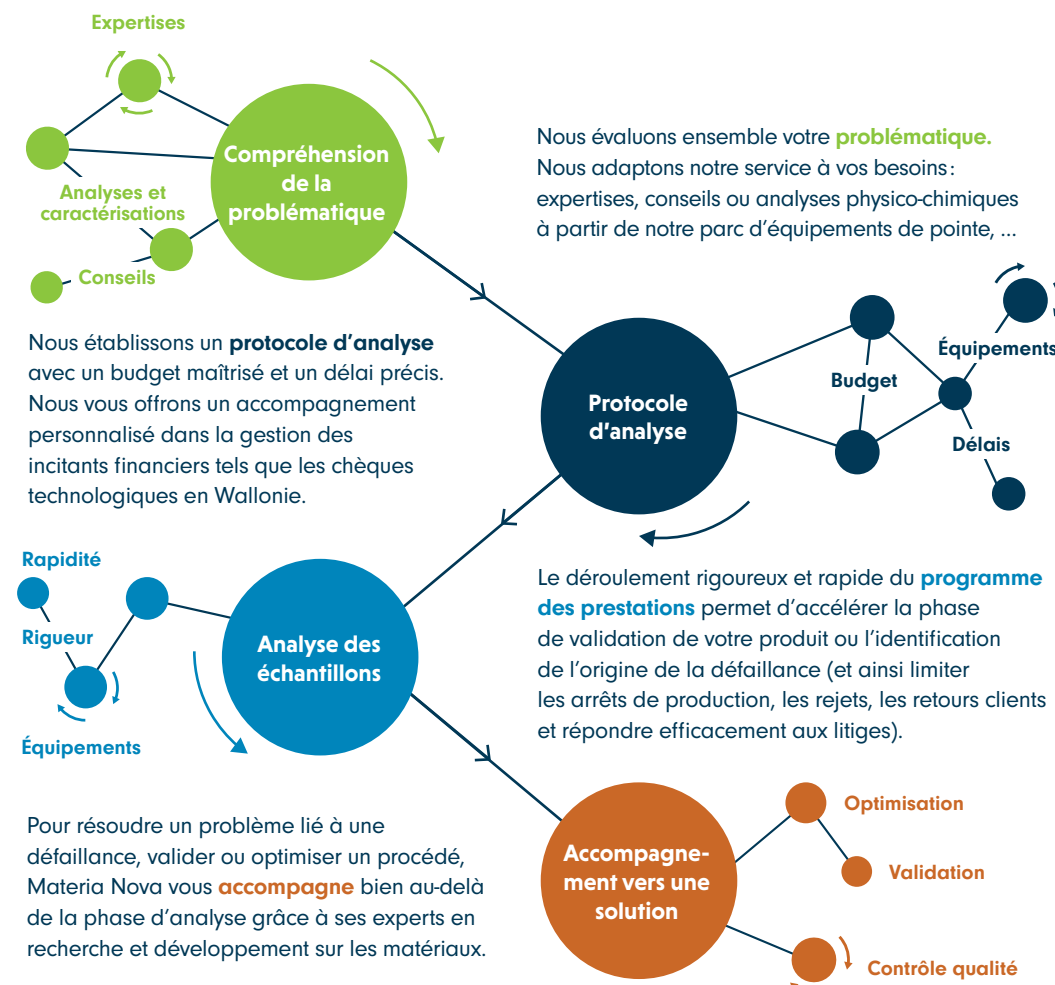 Expertises
Compréhension
de la
problématique
Analyses et
caractérisations
Conseils
Nous évaluons ensemble votre problématique.
Nous adaptons notre service à vos besoins :
expertises, conseils ou analyses physico-chimiques
à partir de notre parc d’équipements de pointe, ...
Nous établissons un protocole d’analyse
avec un budget maîtrisé et un délai précis.
Nous vous offrons un accompagnement
personnalisé dans la gestion des
incitants financiers tels que les chèques
technologiques en Wallonie.
Protocole
d’analyse
Équipements
Budget
Délais
Rapidité
Rigueur
Équipements
Analyse des
échantillons
Le déroulement rigoureux et rapide du programme
des prestations permet d’accélérer la phase
de validation de votre produit ou l’identification
de l’origine de la défaillance (et ainsi limiter
les arrêts de production, les rejets, les retours clients
et répondre efficacement aux litiges).
Pour résoudre un problème lié à une
défaillance, valider ou optimiser un procédé,
Materia Nova vous accompagne bien au-delà
de la phase d’analyse grâce à ses experts en
recherche et développement sur les matériaux.
Accompagne-
ment vers une
solution
Optimisation
Validation
Contrôle qualité